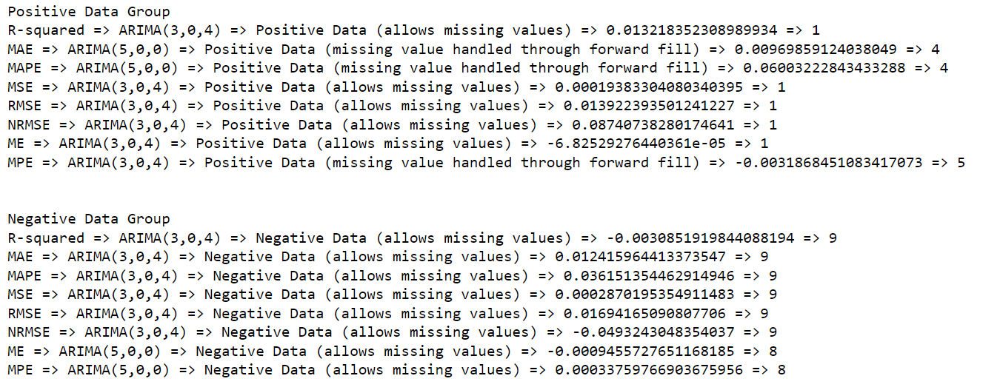 Positive Data Group
R-squared => ARIMA(3,0,4) => Positive Data (allows missing values) => 0.013218352308989934 => 1
MAE => ARIMA(5,0,0) => Positive Data (missing value handled through forward fill) => 0.00969859124038049 => 4
MAPE => ARIMA(5,0,0) => Positive Data (missing value handled through forward fill) => 0.06003222843433288 => 4
MSE => ARIMA(3,0,4) => Positive Data (allows missing values) => 0.00019383304080340395 => 1
RMSE => ARIMA(3,0,4) => Positive Data (allows missing values) => 0.013922393501241227 => 1
NRMSE => ARIMA(3,0,4) => Positive Data (allows missing values) => 0.08740738280174641 => 1
ME => ARIMA(3,0,4) => Positive Data (allows missing values) => -6.82529276440361e-05 => 1
MPE => ARIMA(3,0,4) => Positive Data (missing value handled through forward fill) => -0.0031868451083417073 => 5
Negative Data Group
R-squared => ARIMA(3,0,4) => Negative Data (allows missing values) => -0.0030851919844088194 => 9
MAE => ARIMA(3,0,4) => Negative Data (allows missing values) => 0.012415964413373547 => 9
MAPE => ARIMA(3,0,4) => Negative Data (allows missing values) => 0.036151354462914946 => 9
MSE => ARIMA(3,0,4) => Negative Data (allows missing values) => 0.0002870195354911483 => 9
RMSE => ARIMA(3,0,4) => Negative Data (allows missing values) => 0.01694165090807706 => 9
NRMSE => ARIMA(3,0,4) => Negative Data (allows missing values) => -0.0493243048354037 => 9
ME => ARIMA(5,0,0) => Negative Data (allows missing values) => -0.0009455727651168185 => 8
MPE => ARIMA(5,0,0) => Negative Data (allows missing values) => 0.00033759766903675956 => 8